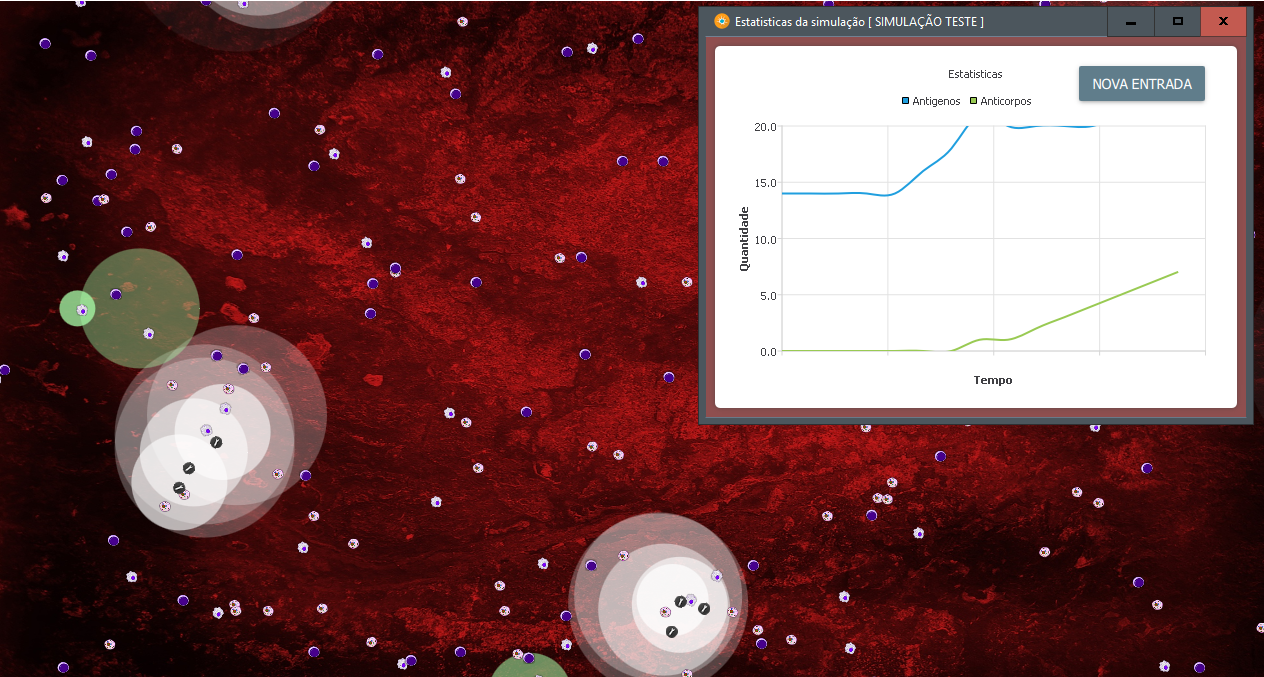 Estatisticas da simulação [ SIMULAÇÃO TESTE ]
Estatisticas
NOVA ENTRADA
Antigenos Anticorpos
20.0
15.0
10.0
5.0
0.0
Quantidade
Tempo